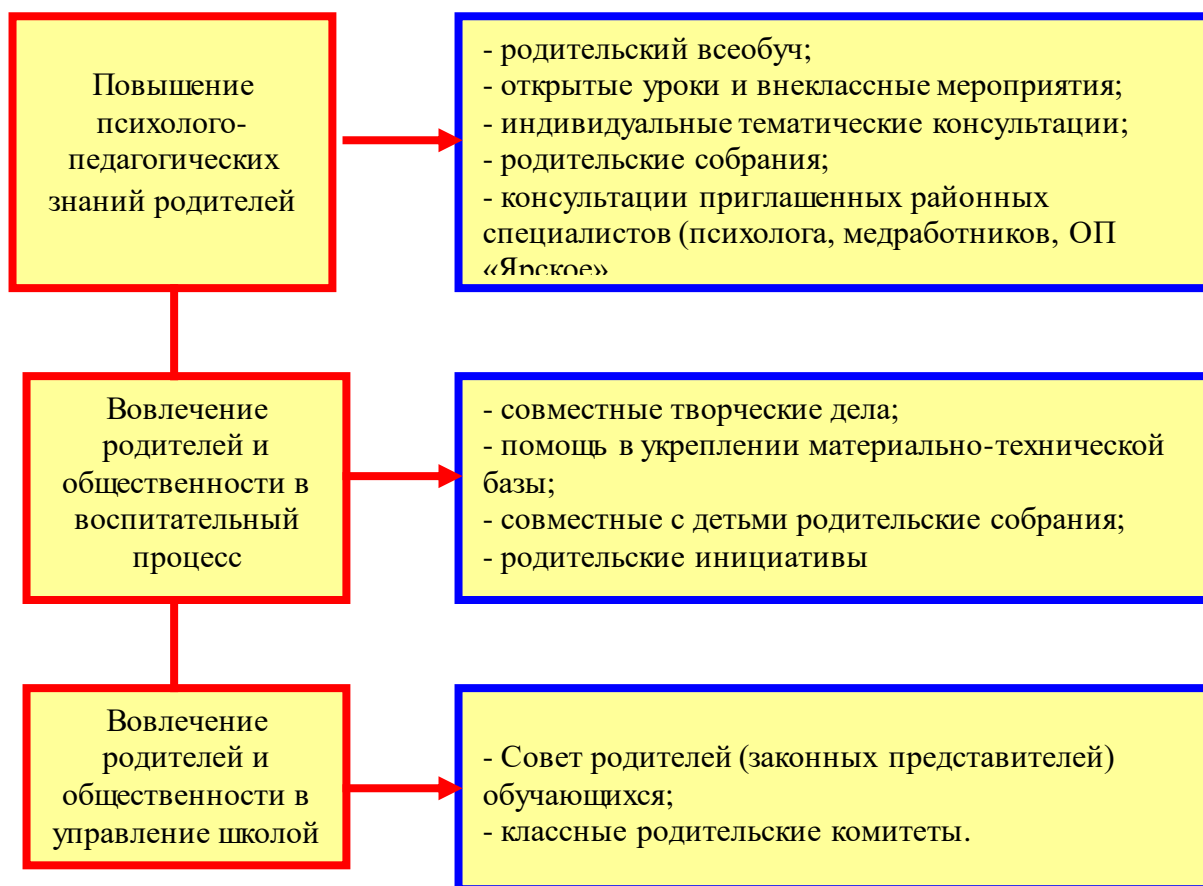 Повышение
психолого-
педагогических
знаний родителей
- родительский всеобуч;
- открытые уроки и внеклассные мероприятия;
- индивидуальные тематические консультации;
- родительские собрания;
- консультации приглашенных районных
специалистов (психолога, медработников, ОП
«Ярское»
Вовлечение
родителей и
общественности в
воспитательный
процесс
- совместные творческие дела;
- помощь в укреплении материально-технической
базы;
- совместные с детьми родительские собрания;
- родительские инициативы
Вовлечение
родителей и
общественности в
управление школой
- Совет родителей (законных представителей)
обучающихся;
- классные родительские комитеты.